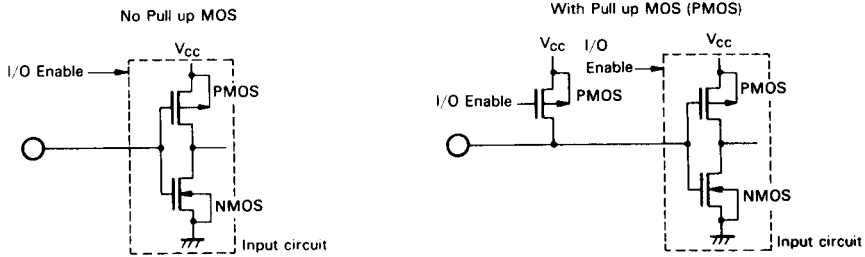 No Pull up MOS
VCC
I/O Enable
PMOS
NMOS
Input circuit
With Pull up MOS (PMOS)
VCC
I/O
Enable
VCC
I/O Enable
PMOS
PMOS
NMOS
Input circuit